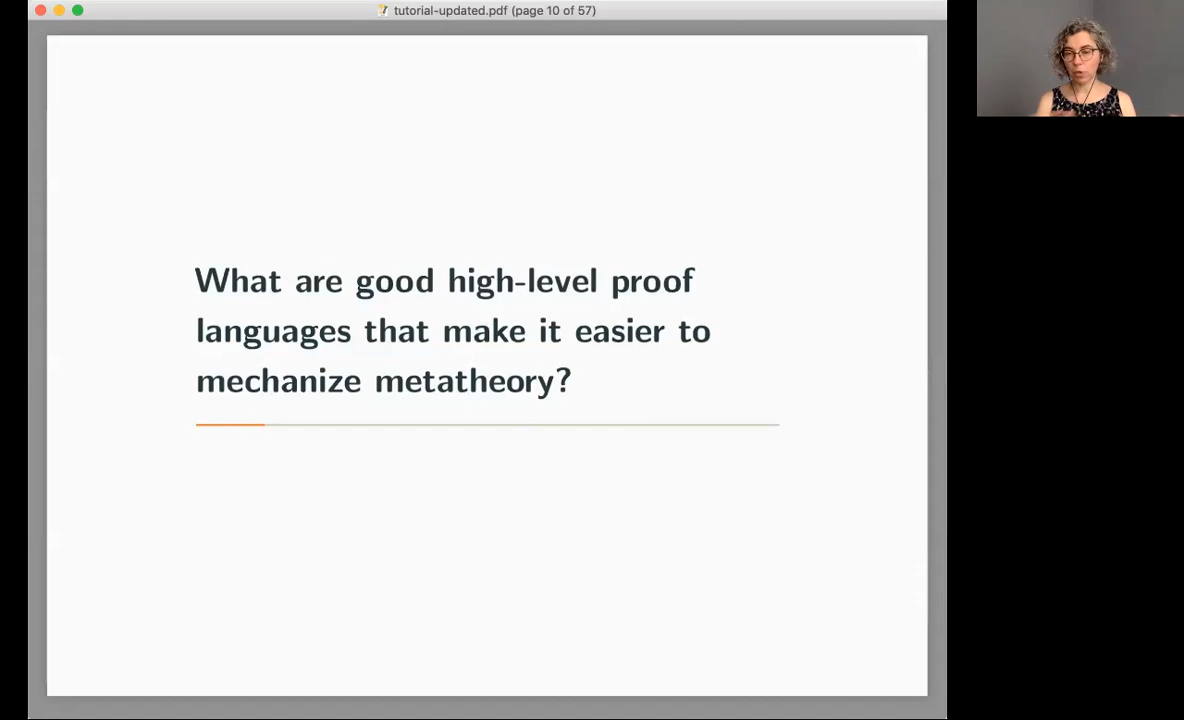 tutorial-updated.pdf (page 10 of 57)
What are good high-level proof
languages that make it easier to
mechanize metatheory?